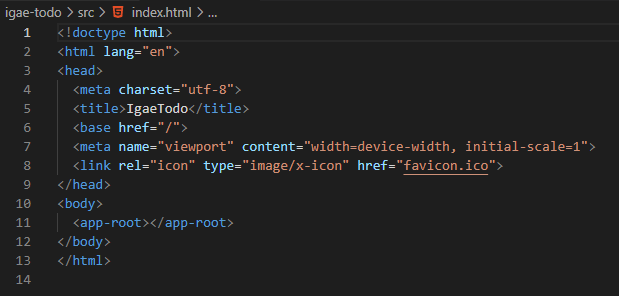 igae-todo > src > index.html > ...
1 <!doctype html>
2 <html lang="en">
3 <head>
4   <meta charset="utf-8">
5   <title>IgaeTodo</title>
6   <base href="/">
7   <meta name="viewport" content="width=device-width, initial-scale=1">
8   <link rel="icon" type="image/x-icon" href="favicon.ico">
9 </head>
10 <body>
11   <app-root></app-root>
12 </body>
13 </html>
14